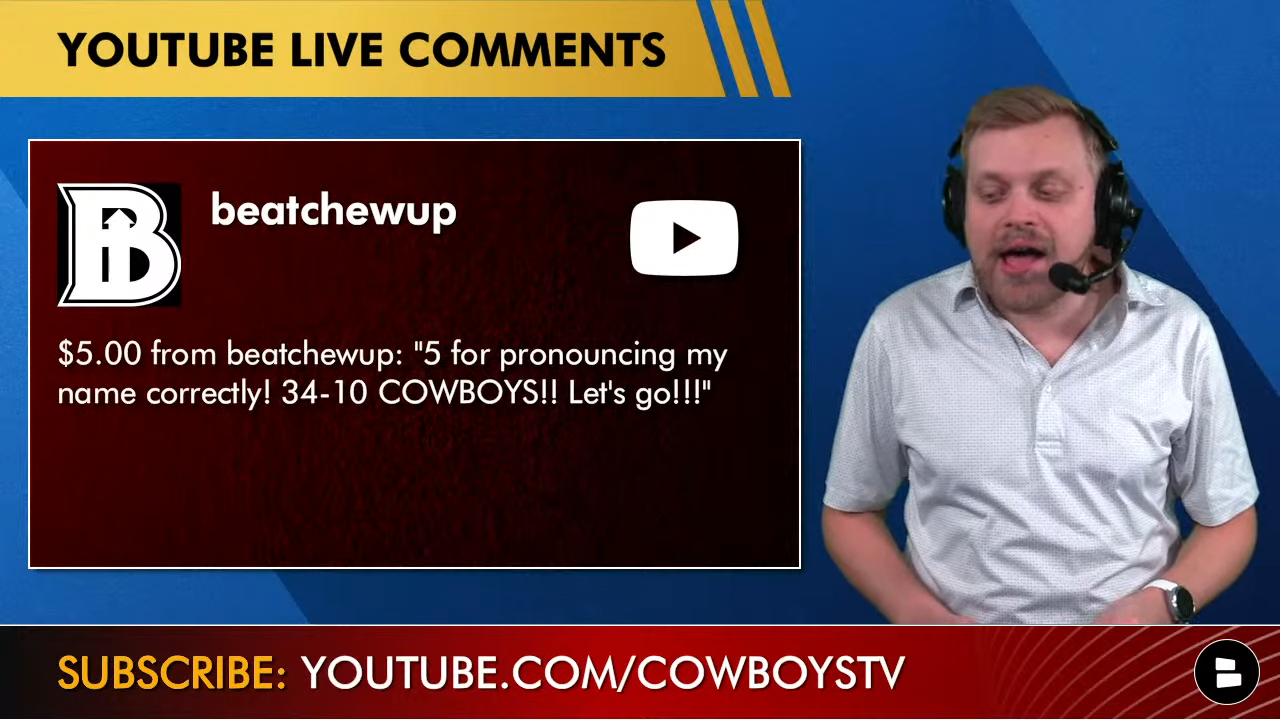 YOUTUBE LIVE COMMENTS
beatchewup
$5.00 from beatchewup: "5 for pronouncing my
name correctly! 34-10 COWBOYS!! Let's go!!!"
SUBSCRIBE: YOUTUBE.COM/COWBOYSTV